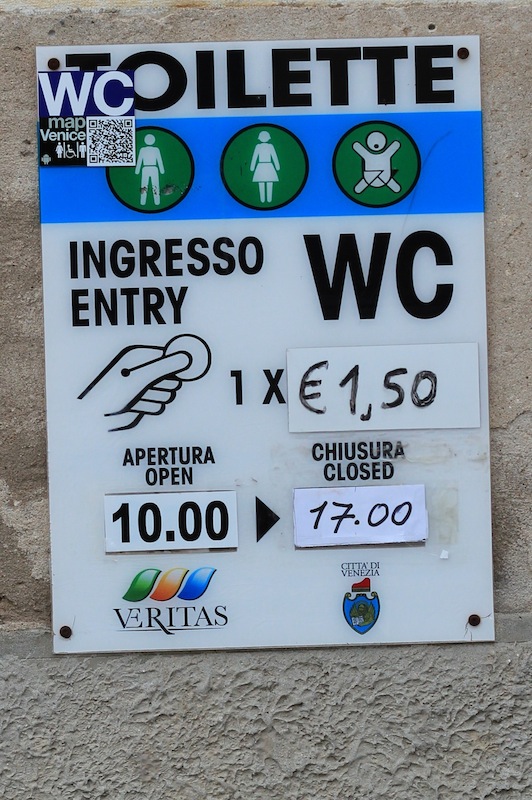 TOILETTE
WC
map
Venice
INGRESSO
ENTRY
WC
1 X € 1,50
APERTURA
OPEN
CHIUSURA
CLOSED
10.00
17.00
VERITAS
CITTA' DI
VENEZIA